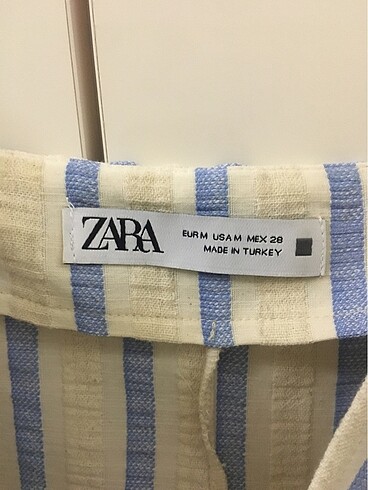 ZARA
EUR M USA M MEX 28
MADE IN TURKEY